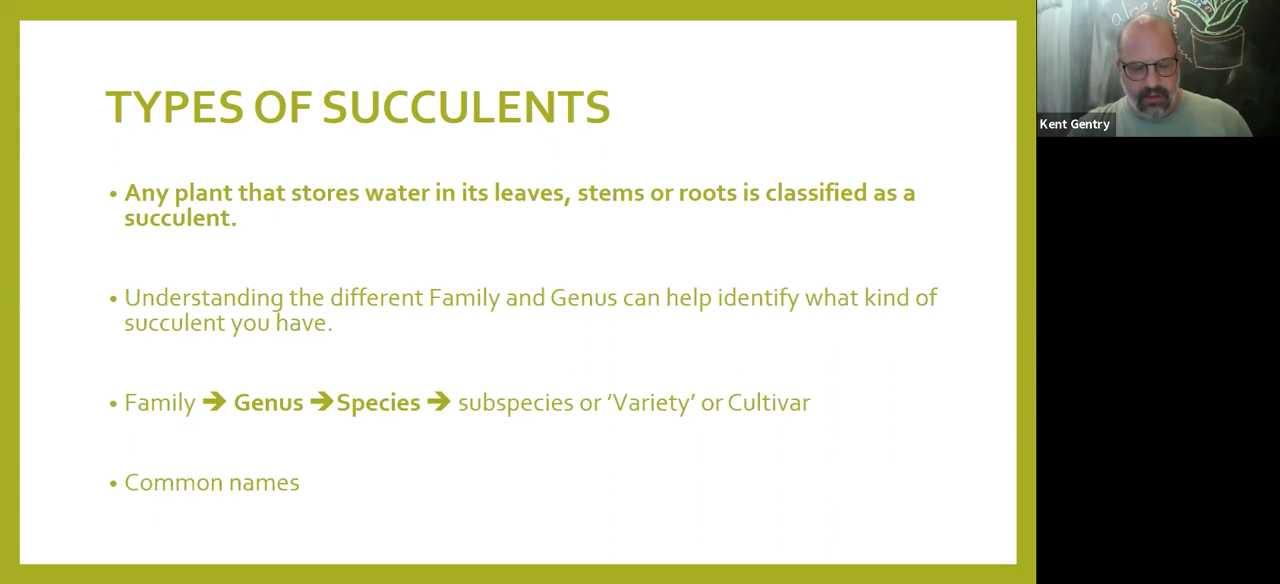 TYPES OF SUCCULENTS
• Any plant that stores water in its leaves, stems or roots is classified as a
succulent.
• Understanding the different Family and Genus can help identify what kind of
succulent you have.
• Family ➔ Genus ➔Species ➔ subspecies or ‘Variety’ or Cultivar
• Common names
Kent Gentry